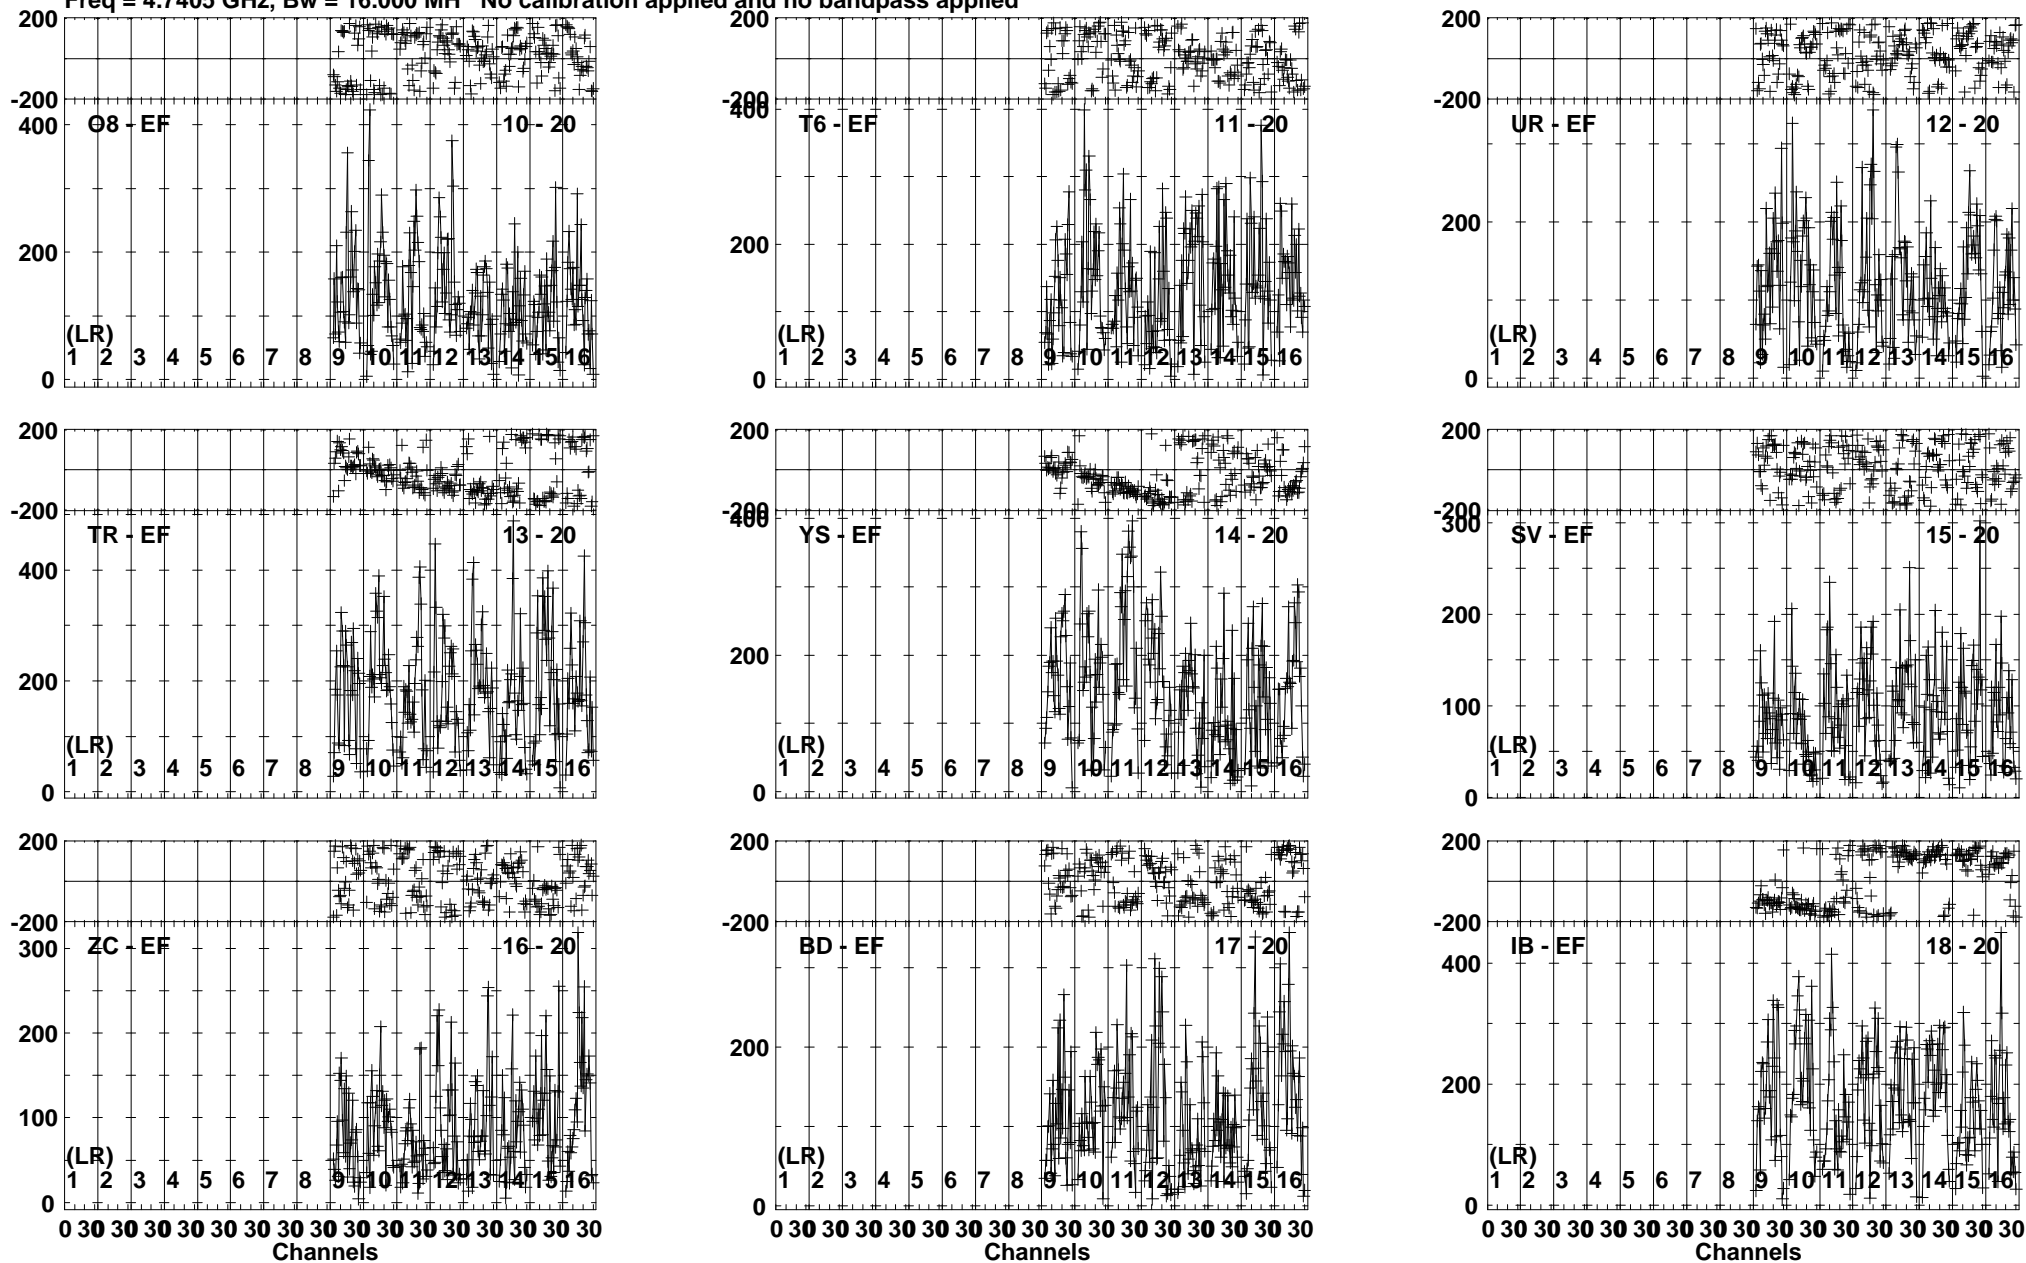 Freq = 4.7405 GHz, Bw = 16.000 MH No calibration applied and no bandpass applied
200
-200
O8 - EF 10 - 20
400
200
0
(LR)
1 2 3 4 5 6 7 8 9 10 11 12 13 14 15 16
200
-200
T6 - EF 11 - 20
400
200
0
(LR)
1 2 3 4 5 6 7 8 9 10 11 12 13 14 15 16
200
-200
UR - EF 12 - 20
200
0
(LR)
1 2 3 4 5 6 7 8 9 10 11 12 13 14 15 16
200
-200
TR - EF 13 - 20
400
200
0
(LR)
1 2 3 4 5 6 7 8 9 10 11 12 13 14 15 16
200
-200
YS - EF 14 - 20
400
200
0
(LR)
1 2 3 4 5 6 7 8 9 10 11 12 13 14 15 16
200
-200
SV - EF 15 - 20
300
200
100
0
(LR)
1 2 3 4 5 6 7 8 9 10 11 12 13 14 15 16
200
-200
ZC - EF 16 - 20
300
200
100
0
(LR)
1 2 3 4 5 6 7 8 9 10 11 12 13 14 15 16
0 30 30 30 30 30 30 30 30 30 30 30 30 30 30 30 30
Channels
200
-200
BD - EF 17 - 20
200
0
(LR)
1 2 3 4 5 6 7 8 9 10 11 12 13 14 15 16
0 30 30 30 30 30 30 30 30 30 30 30 30 30 30 30 30
Channels
200
-200
IB - EF 18 - 20
400
200
0
(LR)
1 2 3 4 5 6 7 8 9 10 11 12 13 14 15 16
0 30 30 30 30 30 30 30 30 30 30 30 30 30 30 30 30
Channels